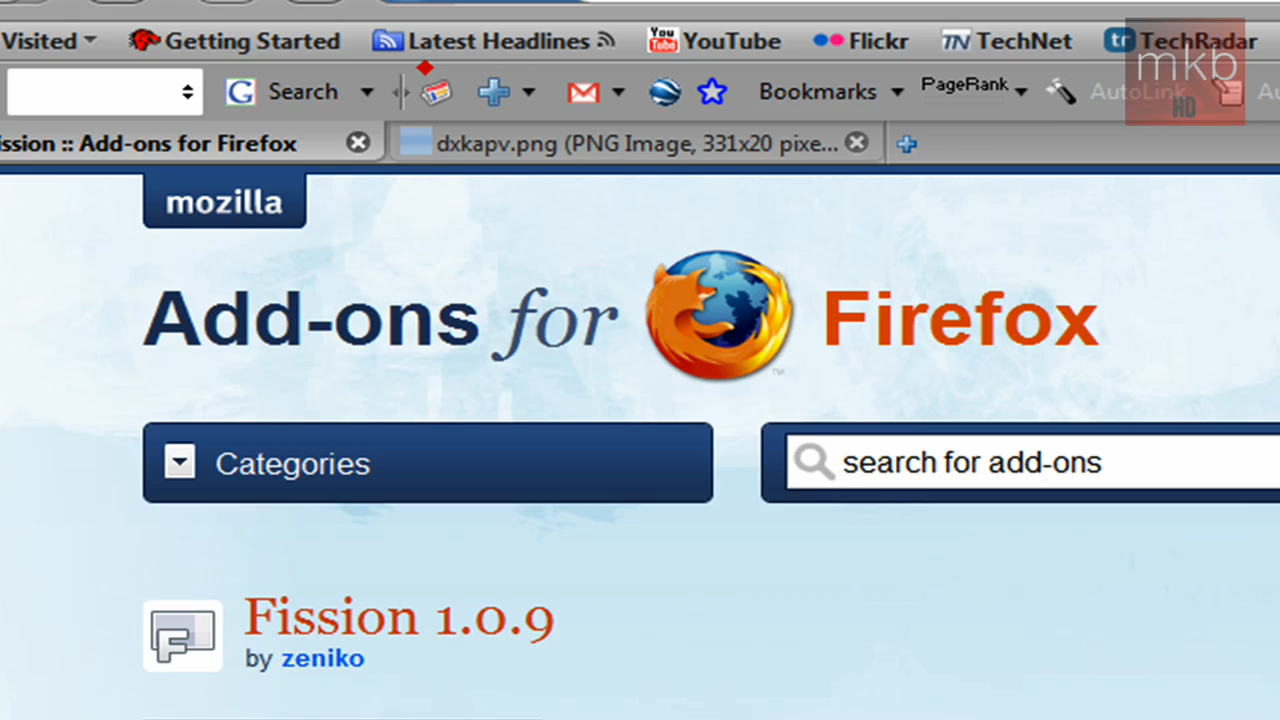 Visited Getting Started Latest Headlines YouTube Flickr TechNet TechRadar
Search Bookmarks PageRank AutoLink Au
mkb
HD
ission :: Add-ons for Firefox dxkapv.png (PNG Image, 331x20 pixe...
mozilla
Add-ons for Firefox
TM
Categories search for add-ons
Fission 1.0.9
by zeniko